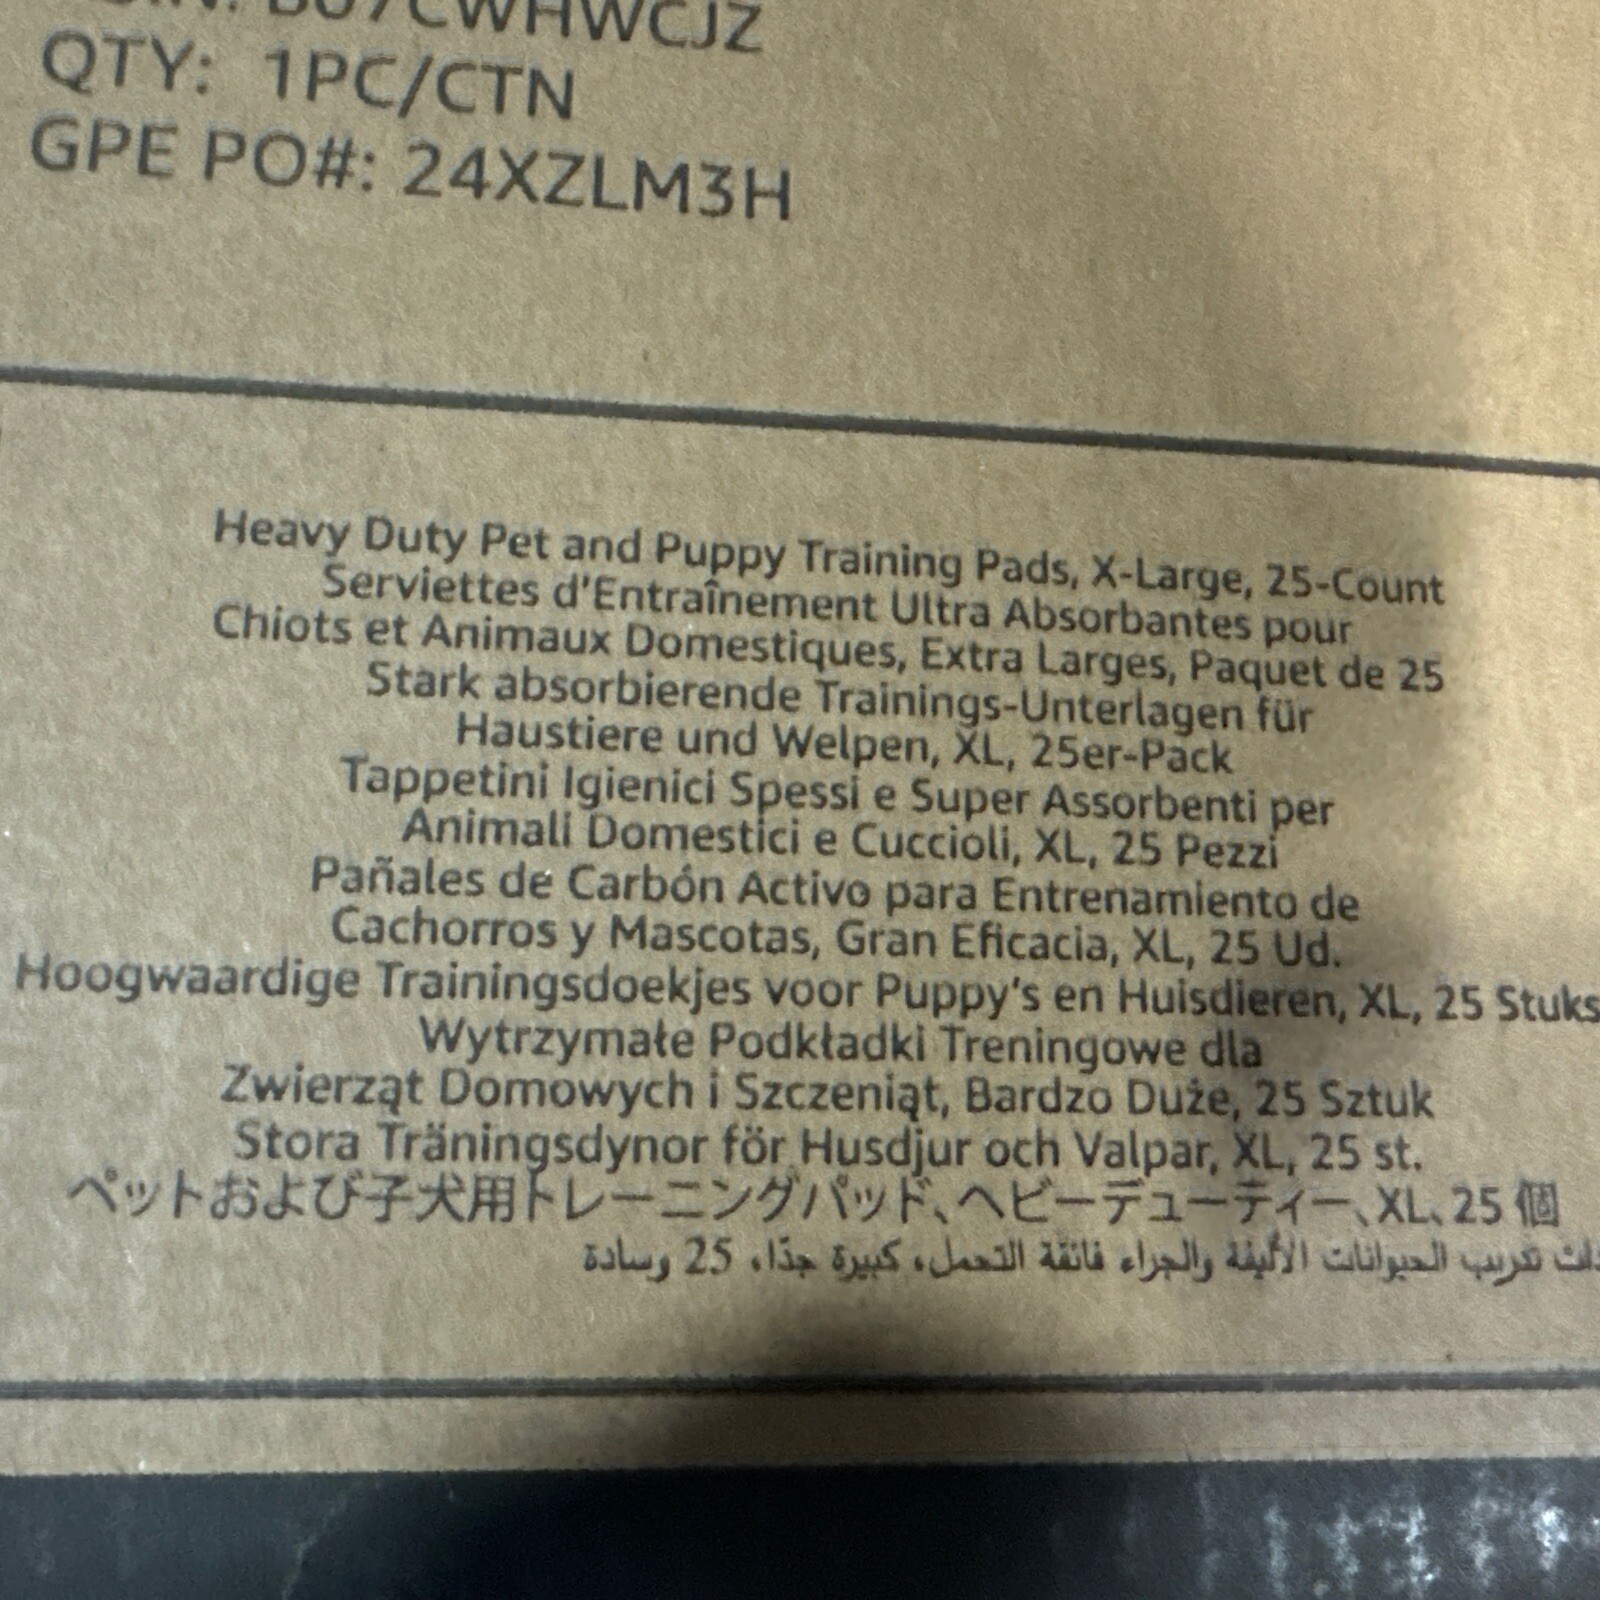 B07CWHWCJZ
QTY: 1PC/CTN
GPE PO#: 24XZLM3H
Heavy Duty Pet and Puppy Training Pads, X-Large, 25-Count
Serviettes d'Entraînement Ultra Absorbantes pour
Chiots et Animaux Domestiques, Extra Larges, Paquet de 25
Stark absorbierende Trainings-Unterlagen für
Haustiere und Welpen, XL, 25er-Pack
Tappetini Igienici Spessi e Super Assorbenti per
Animali Domestici e Cuccioli, XL, 25 Pezzi
Pañales de Carbón Activo para Entrenamiento de
Cachorros y Mascotas, Gran Eficacia, XL, 25 Ud.
Hoogwaardige Trainingsdoekjes voor Puppy's en Huisdieren, XL, 25 Stuks
Wytrzymałe Podkładki Treningowe dla
Zwierząt Domowych i Szczeniąt, Bardzo Duże, 25 Sztuk
Stora Träningsdynor för Husdjur och Valpar, XL, 25 st.
ペットおよび子犬用トレーニングパッド、ヘビーデューティー、XL、25 個
تدريب الحيوانات الأليفة والجراء فائقة التحمل، كبيرة جدًا، 25 وسادة